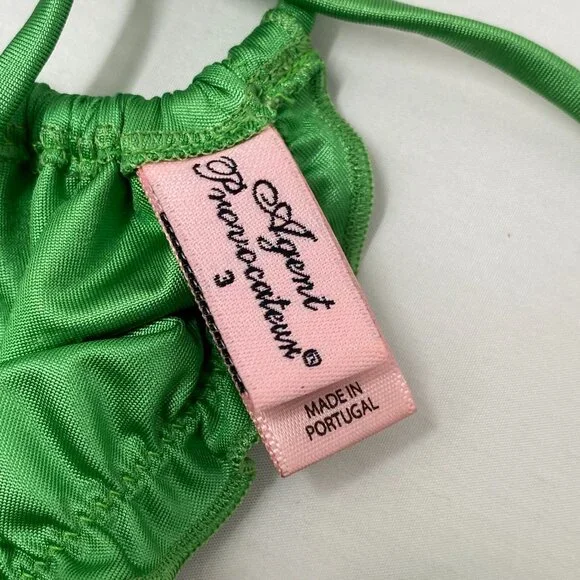 Agent
Provocateur®
3
MADE IN
PORTUGAL